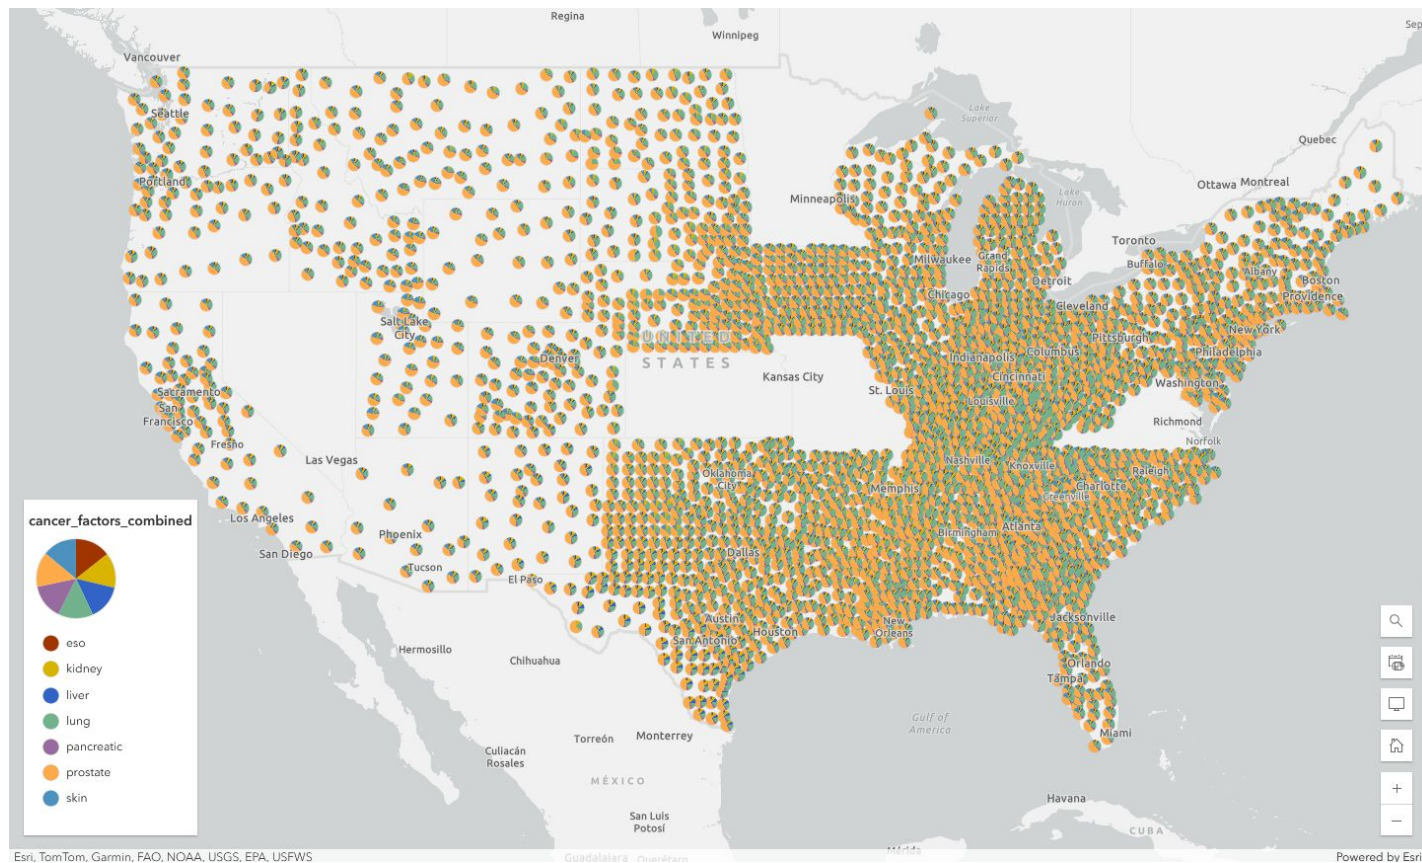 Regina
Winnipeg
Sep
Vancouver
Seattle
Lake
Superior
Quebec
Portland
Minneapolis
Ottawa
Montreal
Lake
Huron
Toronto
Milwaukee
Grand
Rapids
Buffalo
Albany
Detroit
Boston
Chicago
Providence
Cleveland
Salt Lake
City
UNITED
STATES
Pittsburgh
New York
Denver
Indianapolis
Columbus
Philadelphia
Kansas City
Cincinnati
Washington
Sacramento
St. Louis
Louisville
San
Francisco
Richmond
Fresno
Norfolk
Las Vegas
Nashville
Knoxville
Raleigh
Oklahoma
City
Memphis
Charlotte
Greenville
Los Angeles
Phoenix
Birmingham
Atlanta
San Diego
Dallas
Tucson
El Paso
Austin
Jacksonville
San Antonio
Houston
New
Orleans
Hermosillo
Chihuahua
Orlando
Tampa
Gulf of
America
Miami
Torreón
Monterrey
Culiacán
Rosales
MÉXICO
Havana
San Luis
Potosí
CUBA
Mérida
Guadalajara
Querétaro
cancer_factors_combined
eso
kidney
liver
lung
pancreatic
prostate
skin
+
−
Esri, TomTom, Garmin, FAO, NOAA, USGS, EPA, USFWS
Powered by Esri